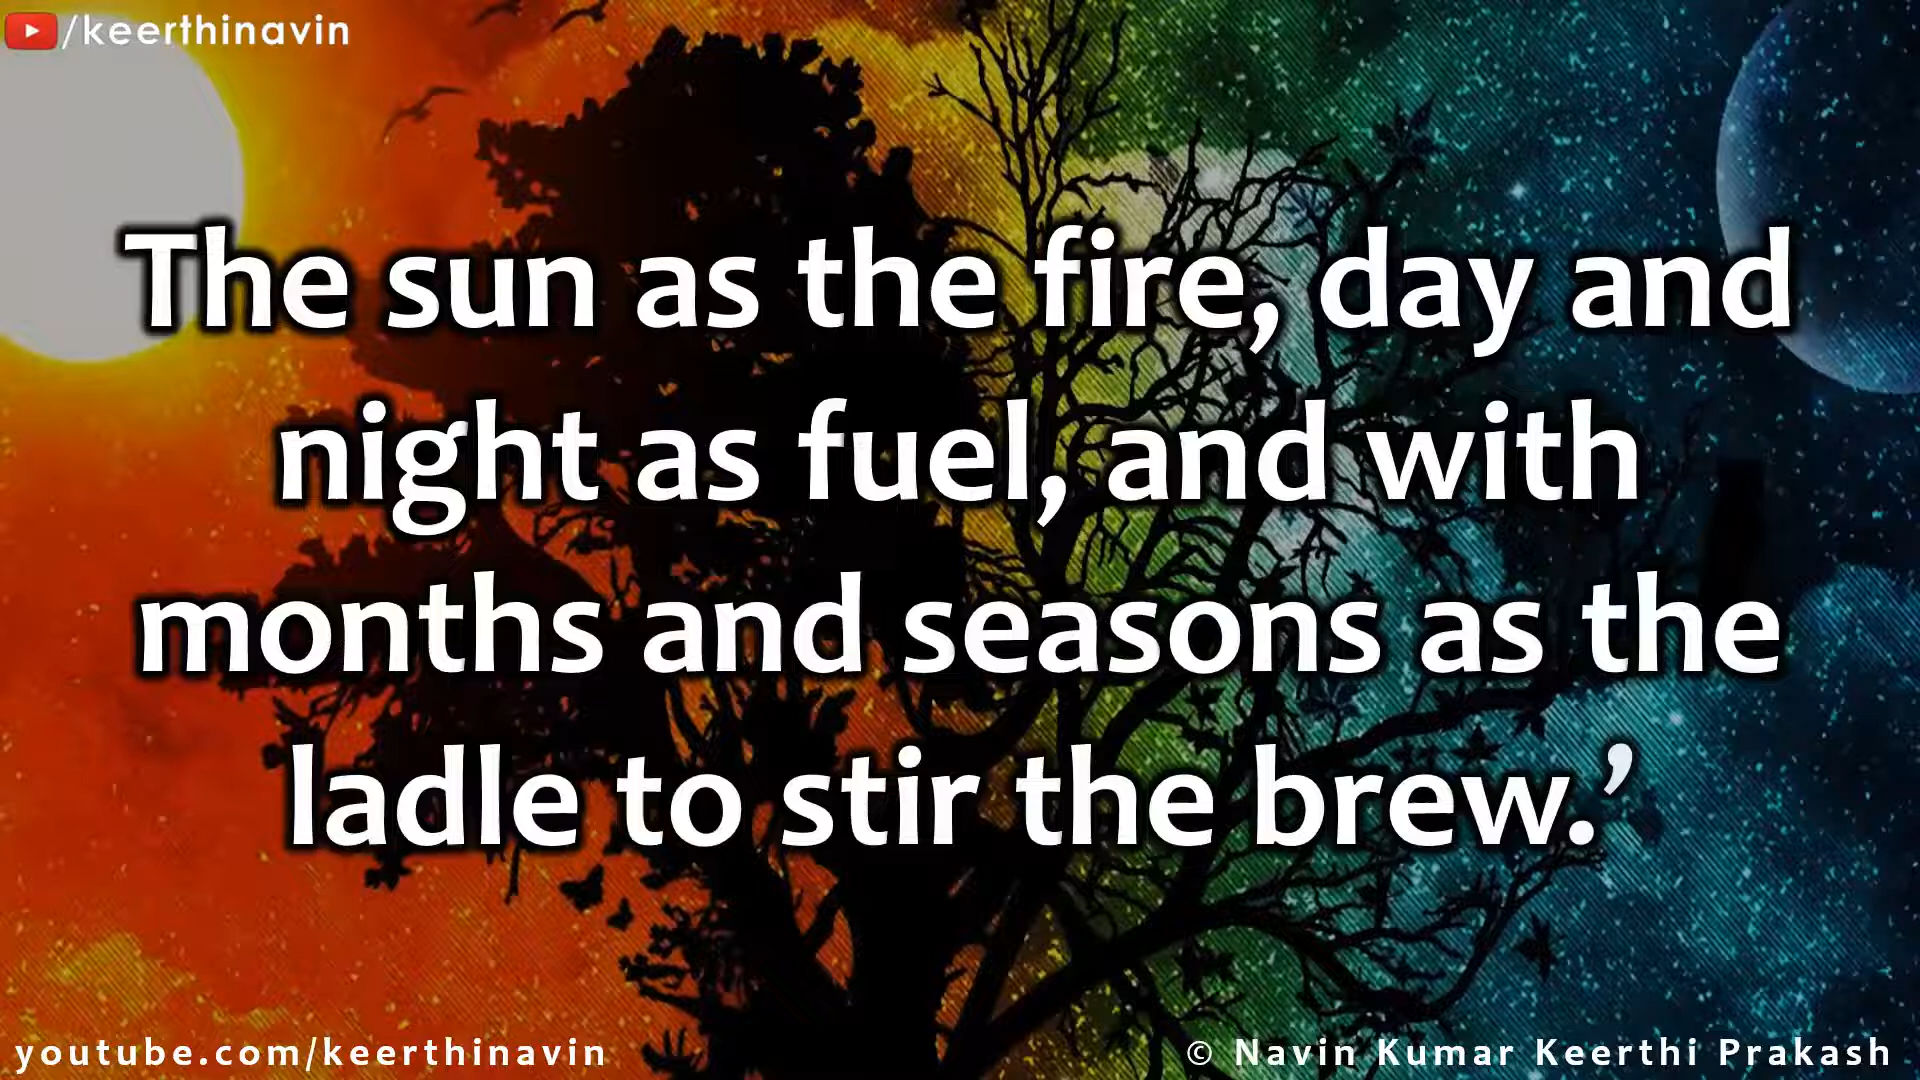 /keerthinavin
The sun as the fire, day and
night as fuel, and with
months and seasons as the
ladle to stir the brew.’
youtube.com/keerthinavin
© Navin Kumar Keerthi Prakash